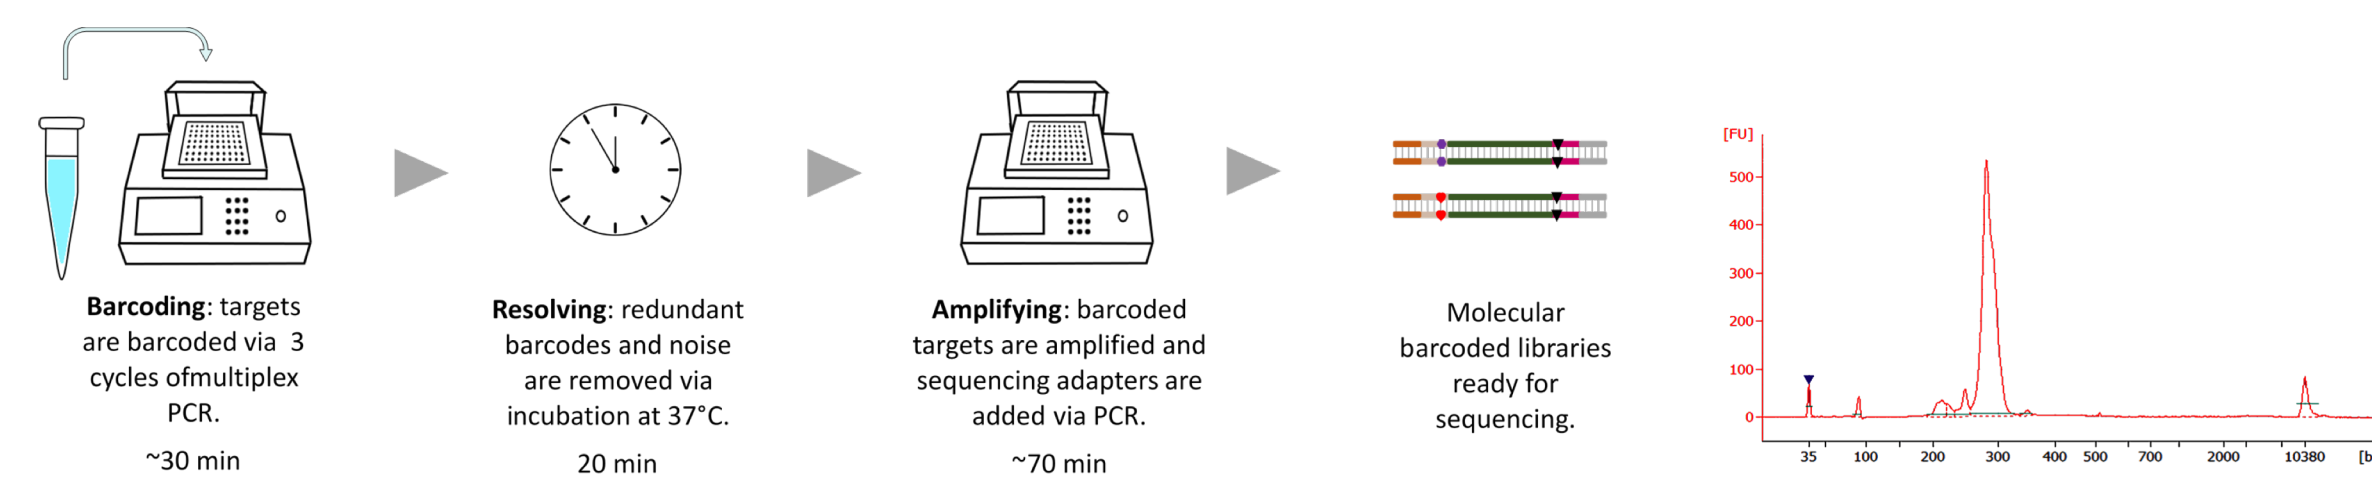 Barcoding: targets
are barcoded via  3
cycles ofmultiplex
PCR.
~30 min
Resolving: redundant
barcodes and noise
are removed via
incubation at 37°C.
20 min
Amplifying: barcoded
targets are amplified and
sequencing adapters are
added via PCR.
~70 min
Molecular
barcoded libraries
ready for
sequencing.
[FU]
500
400
300
200
100
0
35 100 200 300 400 500 700 2000 10380